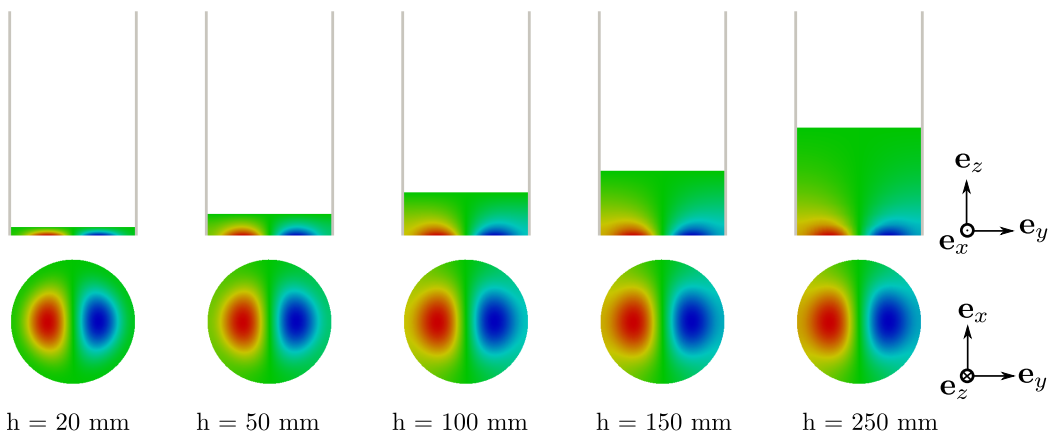 e_z
e_y
e_x
e_x
e_y
e_z
h = 20 mm
h = 50 mm
h = 100 mm
h = 150 mm
h = 250 mm